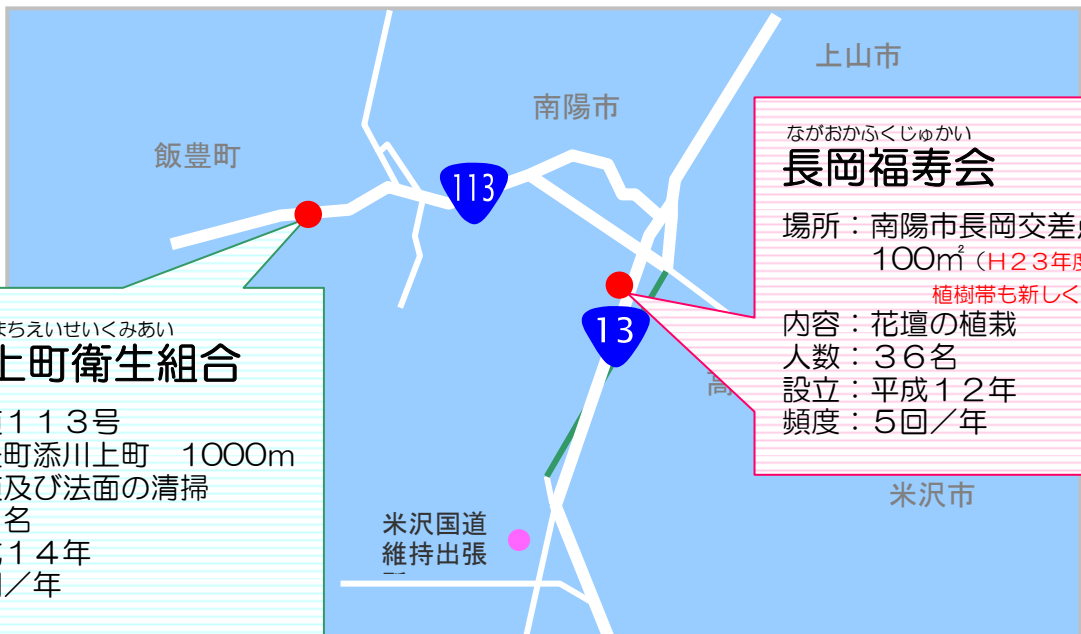 上山市
南陽市
飯豊町
113
ながおかふくじゅかい
長岡福寿会
場所：南陽市長岡交差
100㎡（H23年度
植樹帯も新しく
内容：花壇の植栽
人数：36名
設立：平成12年
頻度：5回／年
13
高
米沢市
米沢国道
維持出張
まちえいせいくみあい
上町衛生組合
113号
町添川上町　1000m
及び法面の清掃
名
14年
／年